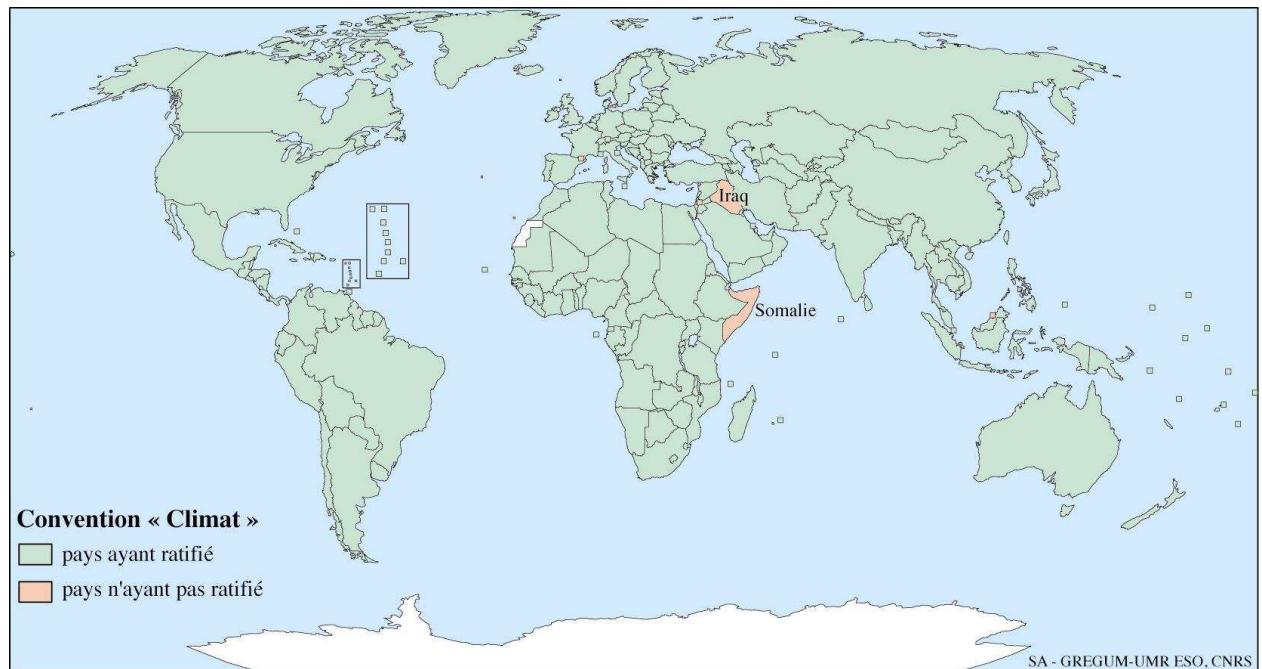 Iraq
Somalie
Convention « Climat »
pays ayant ratifié
pays n'ayant pas ratifié
SA - GREGUM-UMR ESO, CNRS